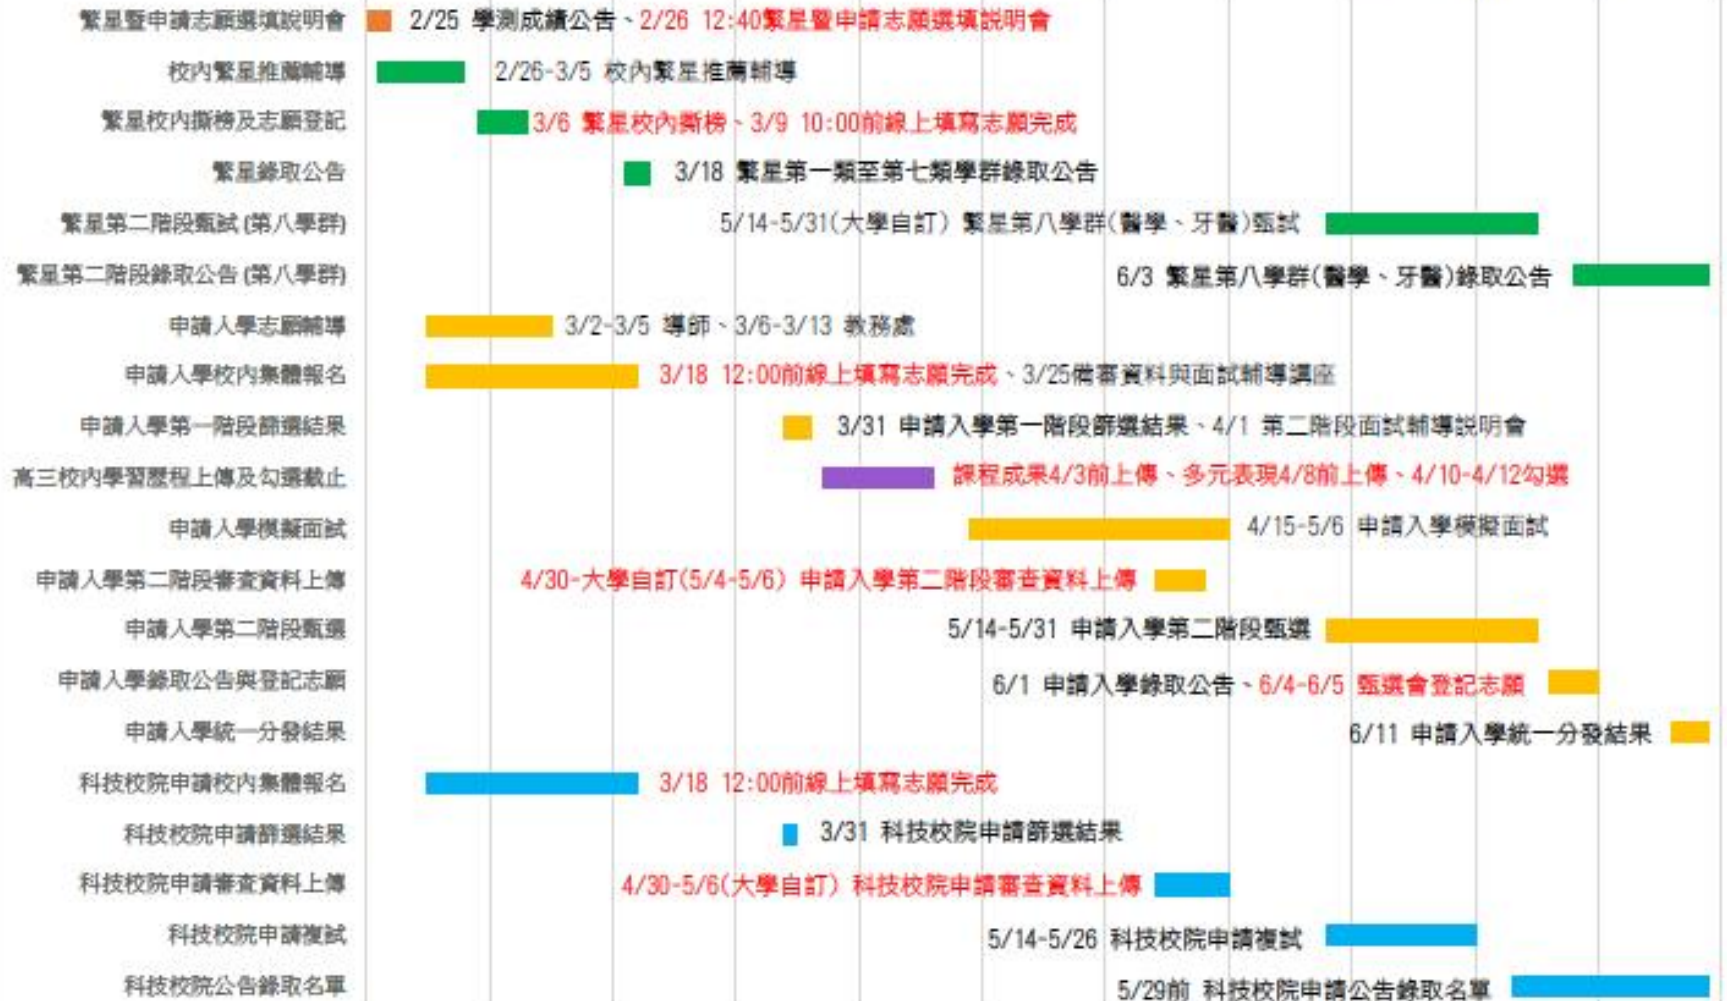 繁星暨申請志願選填說明會 2/25 學測成績公告、2/26 12:40繁星暨申請志願選填說明會
校內繁星推薦輔導 2/26-3/5 校內繁星推薦輔導
繁星校內撕榜及志願登記 3/6 繁星校內撕榜、3/9 10:00前線上填寫志願完成
繁星錄取公告 3/18 繁星第一類至第七類學群錄取公告
繁星第二階段甄試(第八學群) 5/14-5/31(大學自訂) 繁星第八學群(醫學、牙醫)甄試
繁星第二階段錄取公告(第八學群) 6/3 繁星第八學群(醫學、牙醫)錄取公告
申請入學志願輔導 3/2-3/5 導師、3/6-3/13 教務處
申請入學校內集體報名 3/18 12:00前線上填寫志願完成、3/25備審資料與面試輔導講座
申請入學第一階段篩選結果 3/31 申請入學第一階段篩選結果、4/1 第二階段面試輔導說明會
高三校內學習歷程上傳及勾選截止 課程成果4/3前上傳、多元表現4/8前上傳、4/10-4/12勾選
申請入學模擬面試 4/15-5/6 申請入學模擬面試
申請入學第二階段審查資料上傳 4/30-大學自訂(5/4-5/6) 申請入學第二階段審查資料上傳
申請入學第二階段甄選 5/14-5/31 申請入學第二階段甄選
申請入學錄取公告與登記志願 6/1 申請入學錄取公告、6/4-6/5 甄選會登記志願
申請入學統一分發結果 6/11 申請入學統一分發結果
科技校院申請校內集體報名 3/18 12:00前線上填寫志願完成
科技校院申請篩選結果 3/31 科技校院申請篩選結果
科技校院申請審查資料上傳 4/30-5/6(大學自訂) 科技校院申請審查資料上傳
科技校院申請複試 5/14-5/26 科技校院申請複試
科技校院公告錄取名單 5/29前 科技校院申請公告錄取名單